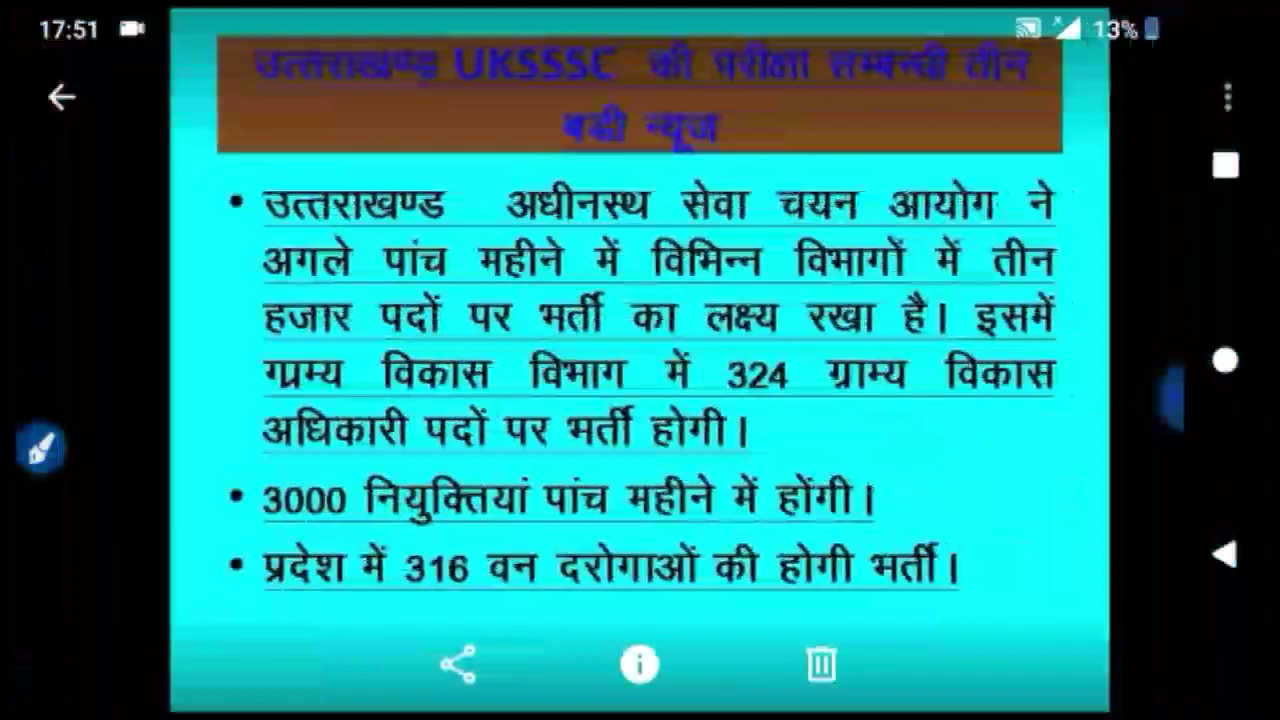 17:51
13%
उत्तराखण्ड UKSSSC की परीक्षा सम्बन्धी तीन
बडी न्यूज
• उत्तराखण्ड अधीनस्थ सेवा चयन आयोग ने
अगले पांच महीने में विभिन्न विभागों में तीन
हजार पदों पर भर्ती का लक्ष्य रखा है। इसमें
ग्राम्य विकास विभाग में 324 ग्राम्य विकास
अधिकारी पदों पर भर्ती होगी।
• 3000 नियुक्तियां पांच महीने में होंगी।
• प्रदेश में 316 वन दरोगाओं की होगी भर्ती।